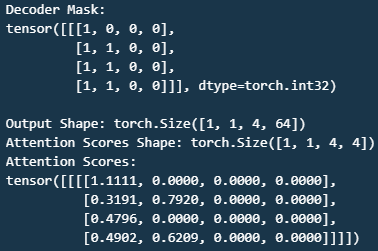 Decoder Mask:
tensor([[[1, 0, 0, 0],
         [1, 1, 0, 0],
         [1, 1, 0, 0],
         [1, 1, 0, 0]]], dtype=torch.int32)

Output Shape: torch.Size([1, 1, 4, 64])
Attention Scores Shape: torch.Size([1, 1, 4, 4])
Attention Scores:
tensor([[[[1.1111, 0.0000, 0.0000, 0.0000],
          [0.3191, 0.7920, 0.0000, 0.0000],
          [0.4796, 0.0000, 0.0000, 0.0000],
          [0.4902, 0.6209, 0.0000, 0.0000]]]])